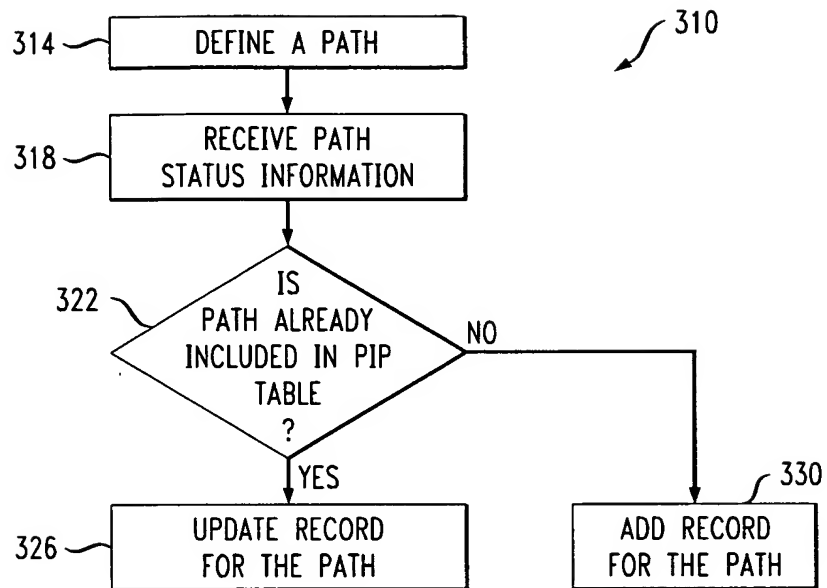 310
314
DEFINE A PATH
318
RECEIVE PATH
STATUS INFORMATION
322
IS
PATH ALREADY
INCLUDED IN PIP
TABLE
?
NO
YES
326
UPDATE RECORD
FOR THE PATH
330
ADD RECORD
FOR THE PATH